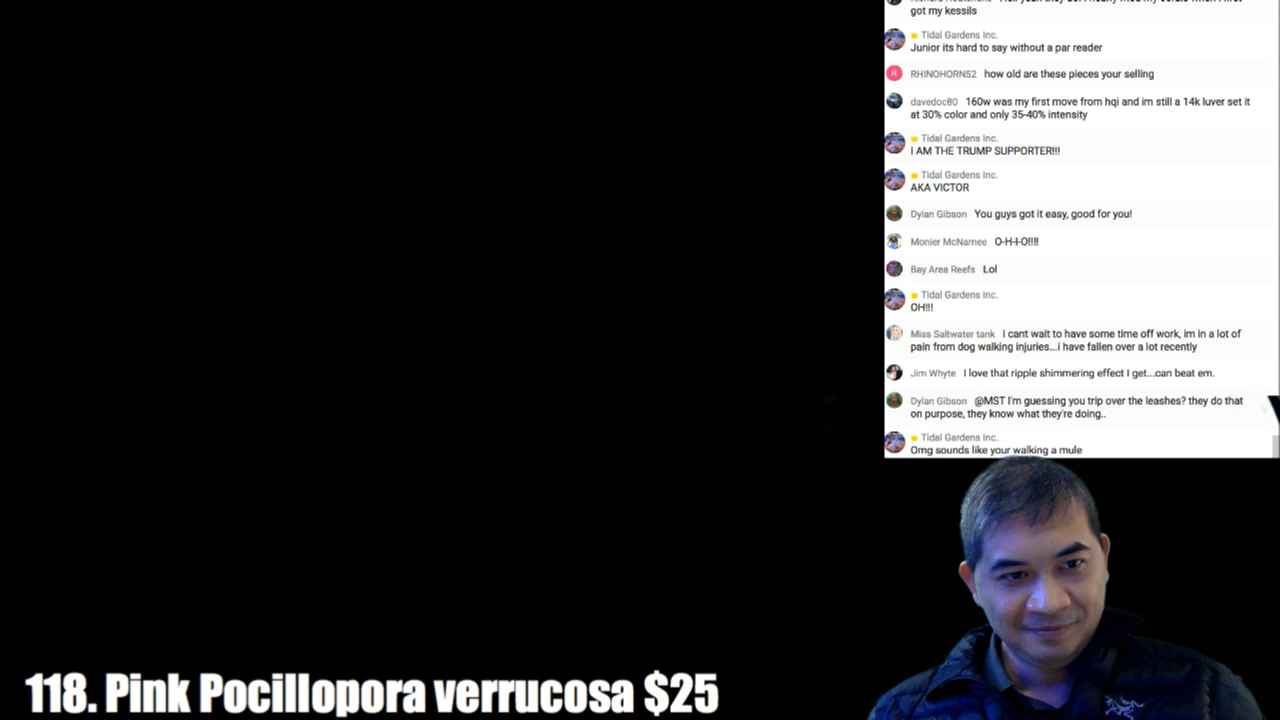 got my kessils
Tidal Gardens Inc.
Junior its hard to say without a par reader
RHINOHORN52 how old are these pieces your selling
davedoc80 160w was my first move from hqi and im still a 14k luver set it
at 30% color and only 35-40% intensity
Tidal Gardens Inc.
I AM THE TRUMP SUPPORTER!!!
Tidal Gardens Inc.
AKA VICTOR
Dylan Gibson You guys got it easy, good for you!
Monier McNamee O-H-I-O!!!!
Bay Area Reefs Lol
Tidal Gardens Inc.
OH!!!
Miss Saltwater tank i cant wait to have some time off work, im in a lot of
pain from dog walking injuries...i have fallen over a lot recently
Jim Whyte I love that ripple shimmering effect I get...can beat em.
Dylan Gibson @MST I'm guessing you trip over the leashes? they do that
on purpose, they know what they're doing..
Tidal Gardens Inc.
Omg sounds like your walking a mule
118. Pink Pocillopora verrucosa $25